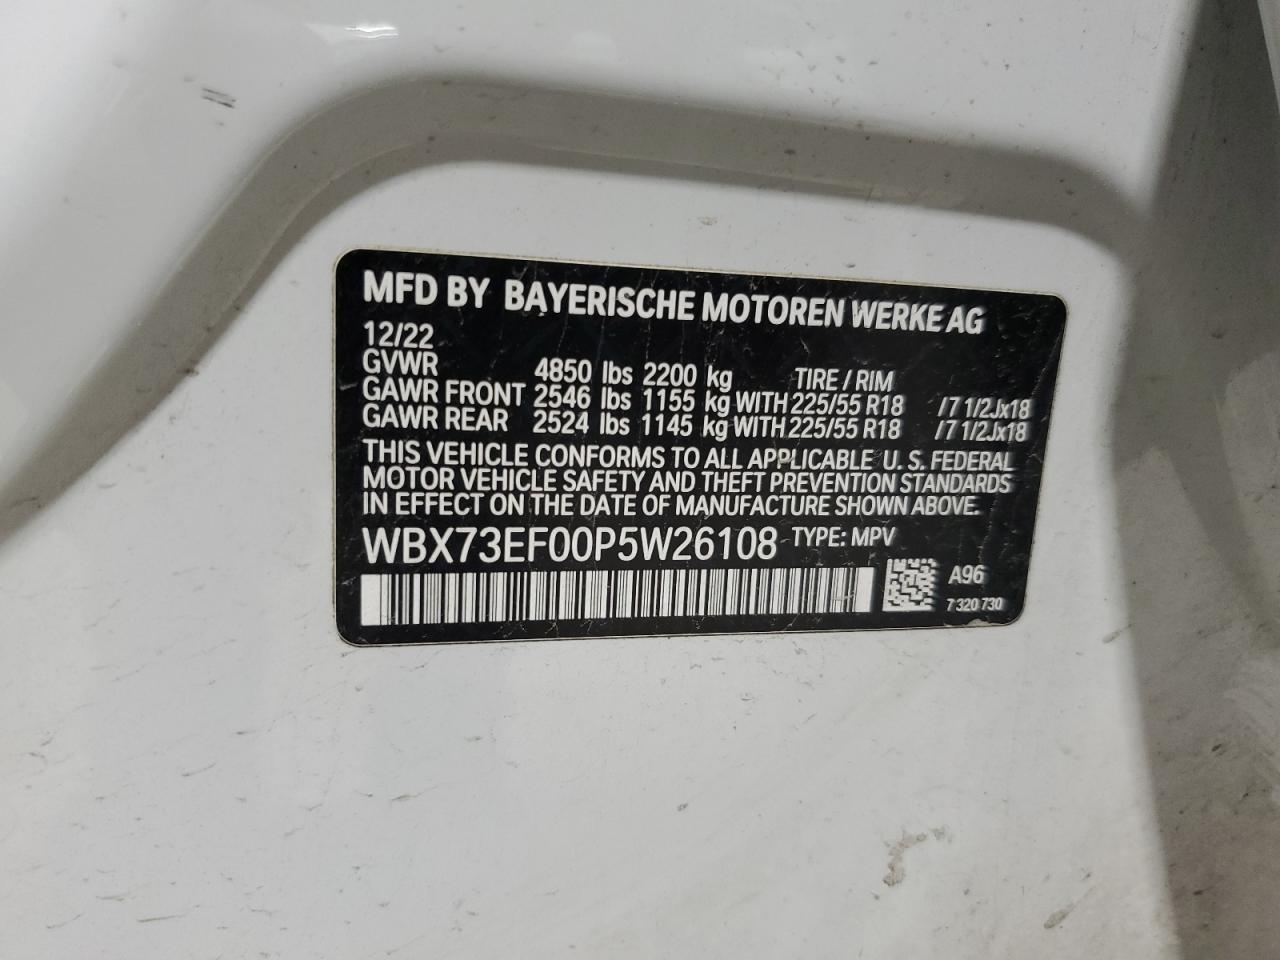 MFD BY BAYERISCHE MOTOREN WERKE AG
12/22
GVWR 4850 lbs 2200 kg TIRE / RIM
GAWR FRONT 2546 lbs 1155 kg WITH 225/55 R18 /7 1/2Jx18
GAWR REAR 2524 lbs 1145 kg WITH 225/55 R18 /7 1/2Jx18
THIS VEHICLE CONFORMS TO ALL APPLICABLE U.S. FEDERAL
MOTOR VEHICLE SAFETY AND THEFT PREVENTION STANDARDS
IN EFFECT ON THE DATE OF MANUFACTURE SHOWN ABOVE.
WBX73EF00P5W26108 TYPE: MPV
A96
7 320 730